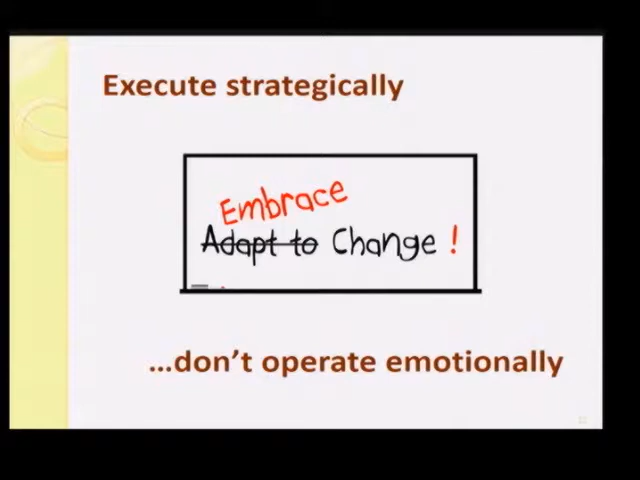 Execute strategically
Embrace
Adapt to Change !
...don't operate emotionally